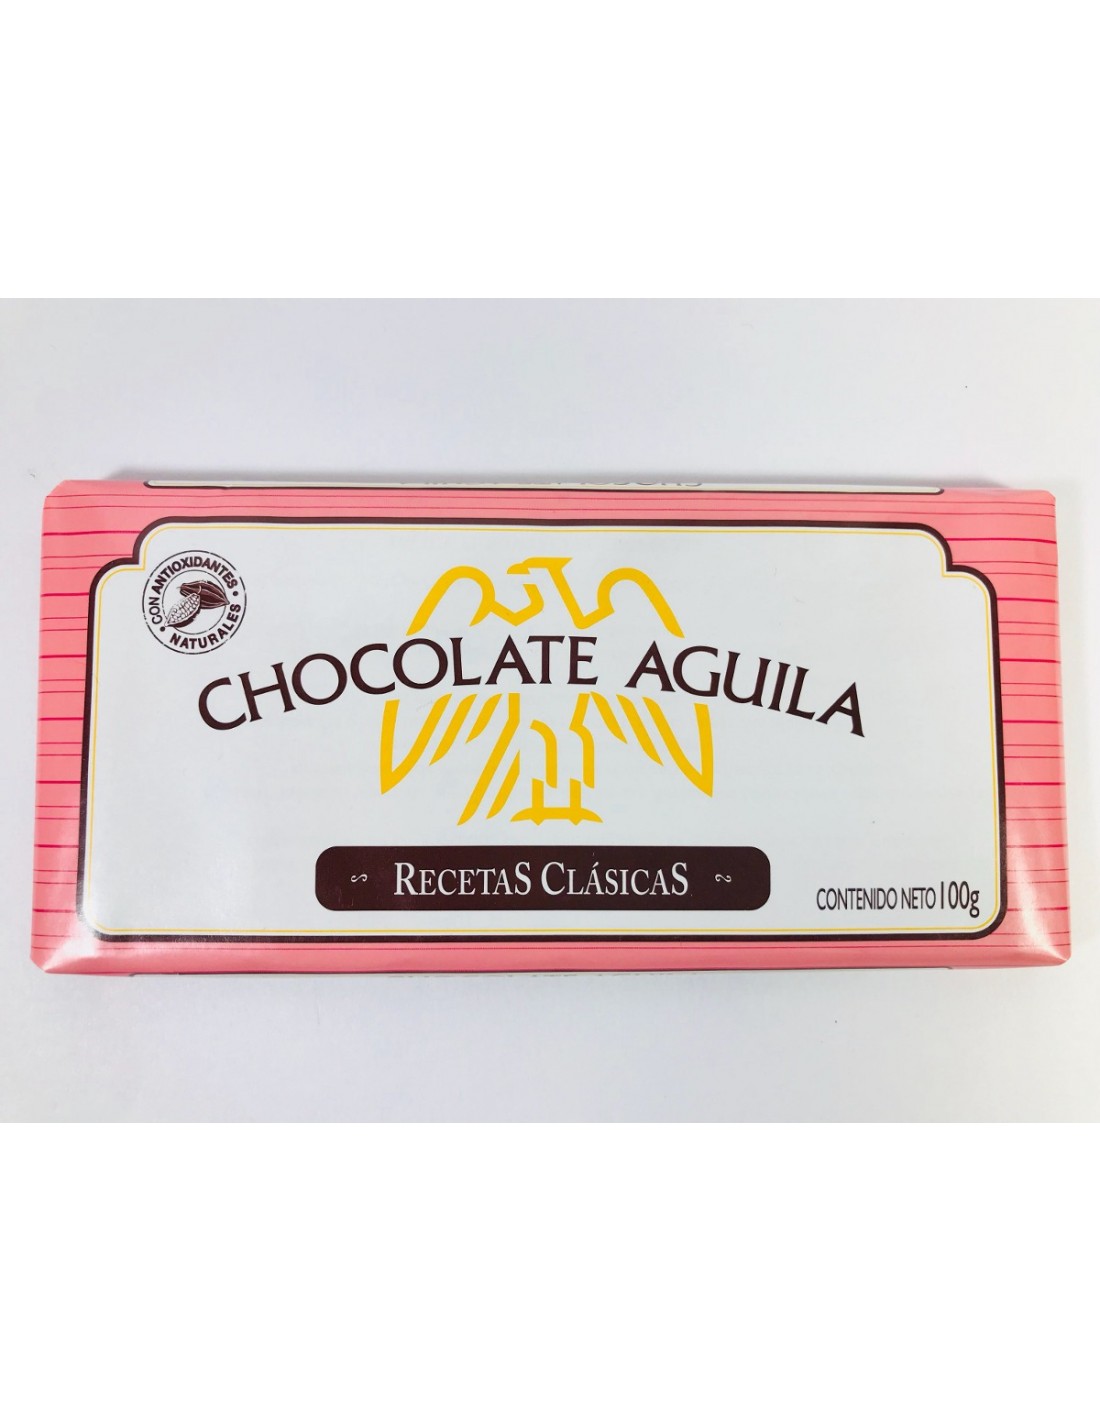 CON ANTIOXIDANTES
NATURALES
CHOCOLATE AGUILA
RECETAS CLÁSICAS
CONTENIDO NETO 100g